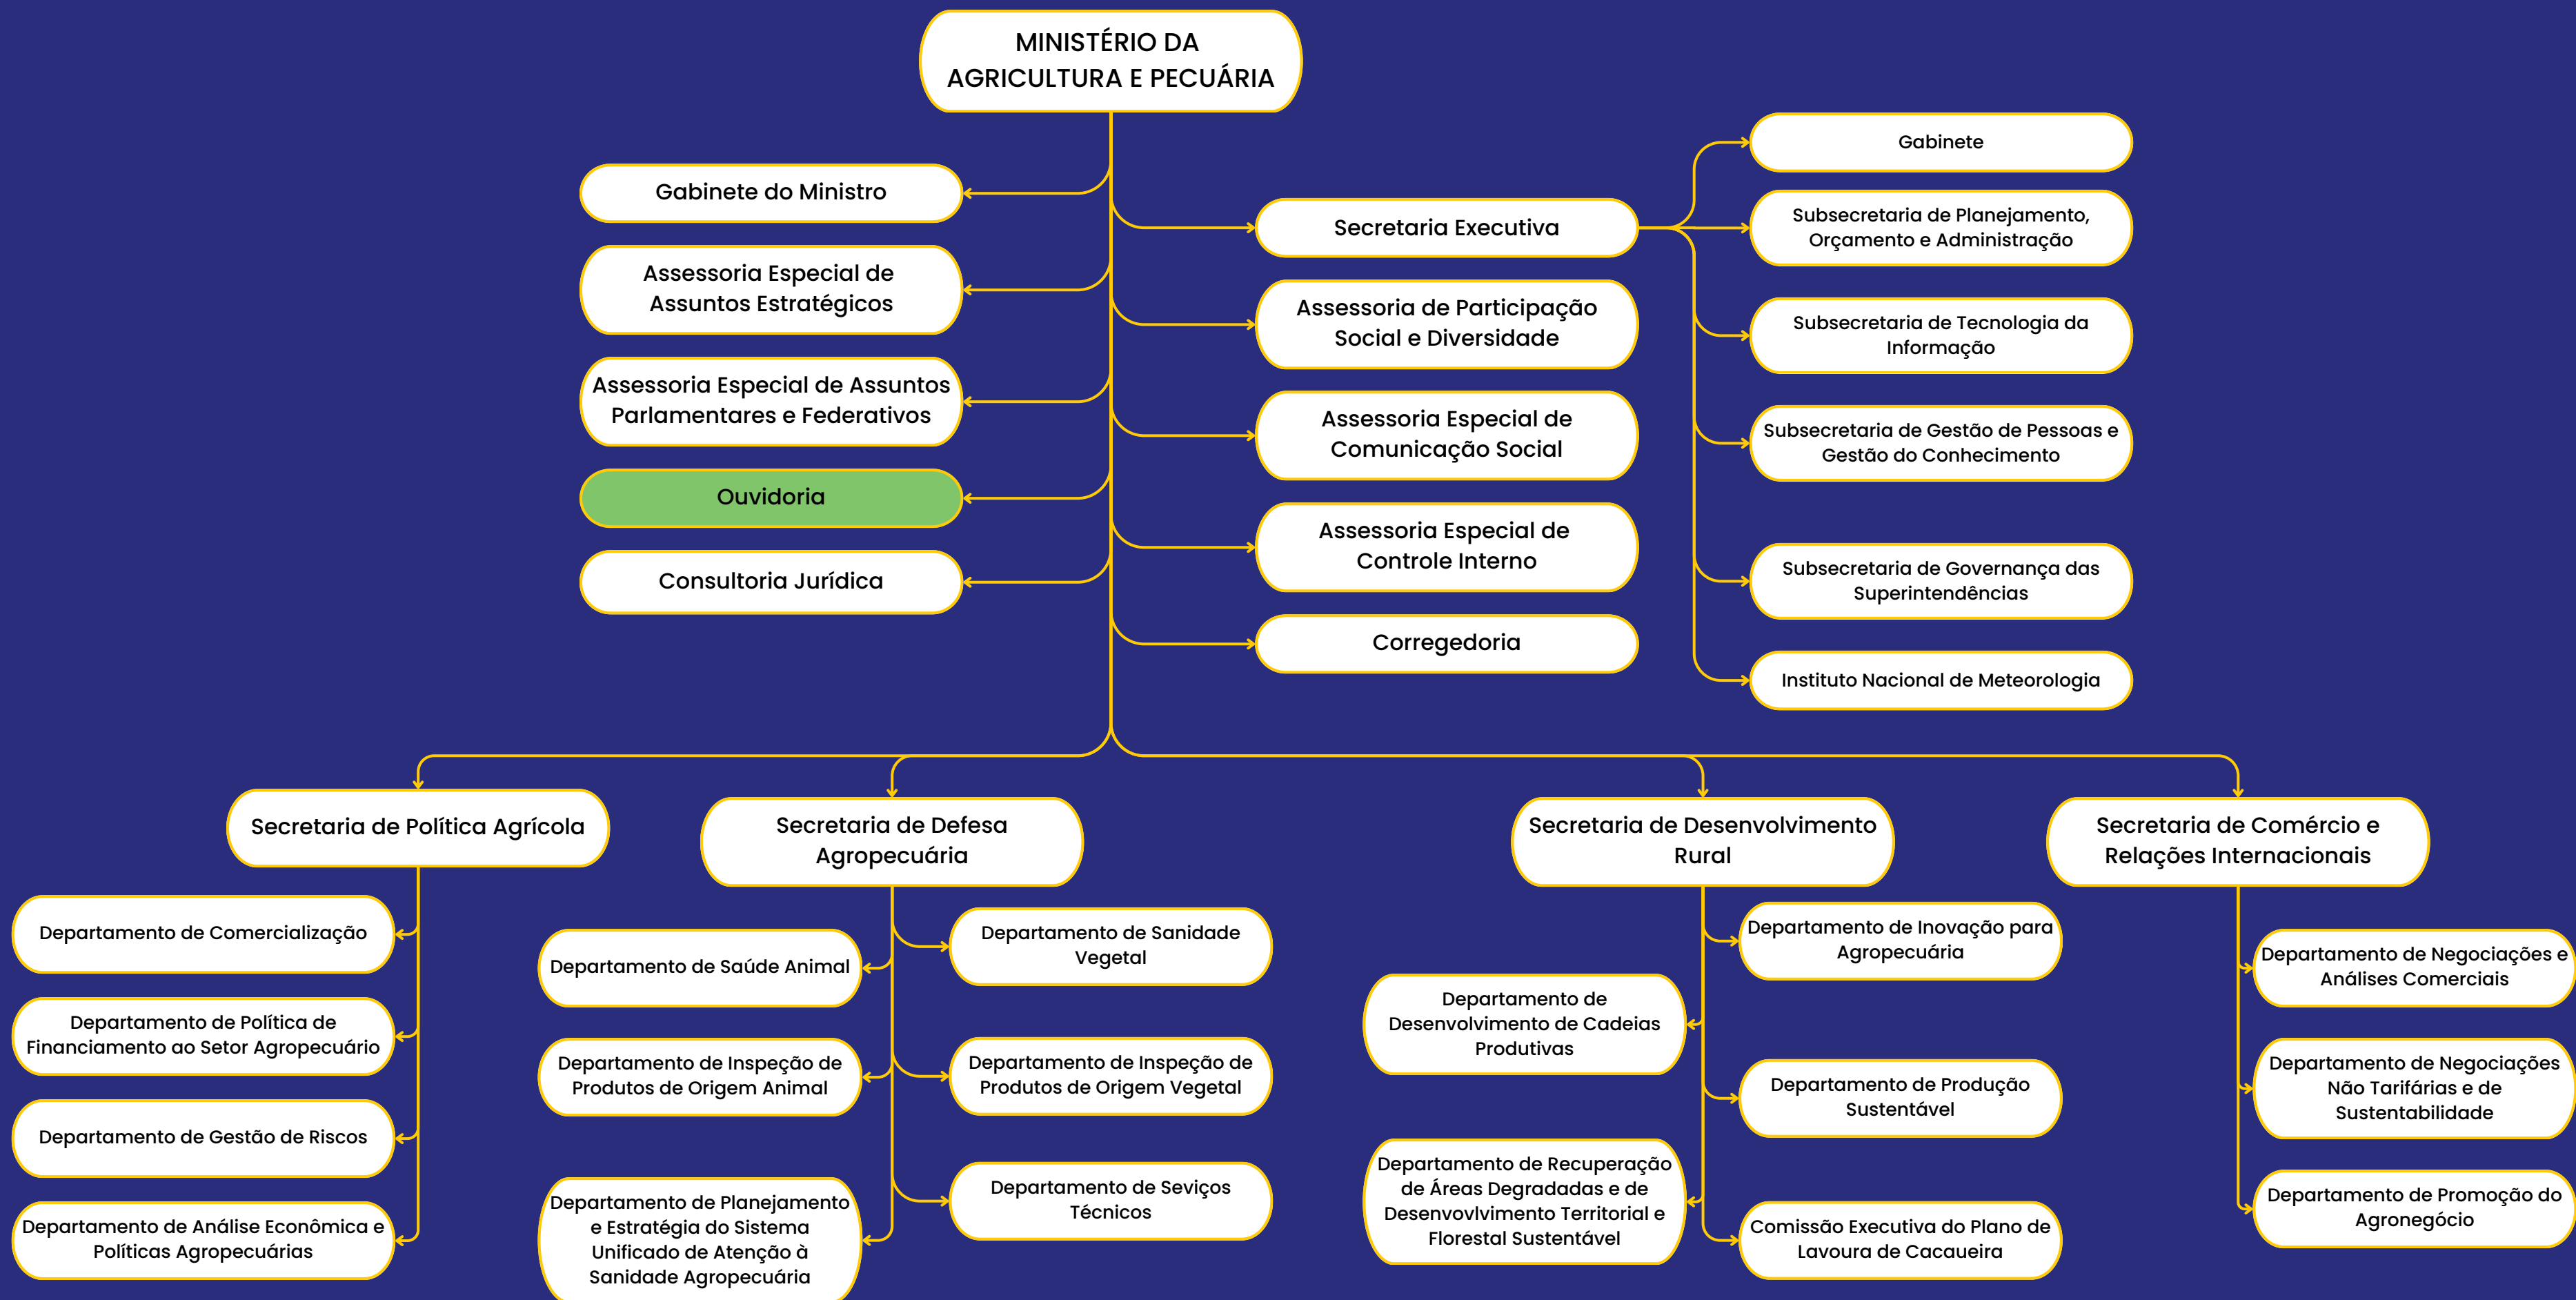 MINISTÉRIO DA
AGRICULTURA E PECUÁRIA
Gabinete do Ministro
Assessoria Especial de
Assuntos Estratégicos
Assessoria Especial de Assuntos
Parlamentares e Federativos
Ouvidoria
Consultoria Jurídica
Secretaria Executiva
Assessoria de Participação
Social e Diversidade
Assessoria Especial de
Comunicação Social
Assessoria Especial de
Controle Interno
Corregedoria
Gabinete
Subsecretaria de Planejamento,
Orçamento e Administração
Subsecretaria de Tecnologia da
Informação
Subsecretaria de Gestão de Pessoas e
Gestão do Conhecimento
Subsecretaria de Governança das
Superintendências
Instituto Nacional de Meteorologia
Secretaria de Política Agrícola
Departamento de Comercialização
Departamento de Política de
Financiamento ao Setor Agropecuário
Departamento de Gestão de Riscos
Departamento de Análise Econômica e
Políticas Agropecuárias
Secretaria de Defesa
Agropecuária
Departamento de Saúde Animal
Departamento de Inspeção de
Produtos de Origem Animal
Departamento de Planejamento
e Estratégia do Sistema
Unificado de Atenção à
Sanidade Agropecuária
Departamento de Sanidade
Vegetal
Departamento de Inspeção de
Produtos de Origem Vegetal
Departamento de Seviços
Técnicos
Secretaria de Desenvolvimento
Rural
Departamento de
Desenvolvimento de Cadeias
Produtivas
Departamento de Recuperação
de Áreas Degradadas e de
Desenvovlvimento Territorial e
Florestal Sustentável
Departamento de Inovação para
Agropecuária
Departamento de Produção
Sustentável
Comissão Executiva do Plano de
Lavoura de Cacaueira
Secretaria de Comércio e
Relações Internacionais
Departamento de Negociações e
Análises Comerciais
Departamento de Negociações
Não Tarifárias e de
Sustentabilidade
Departamento de Promoção do
Agronegócio